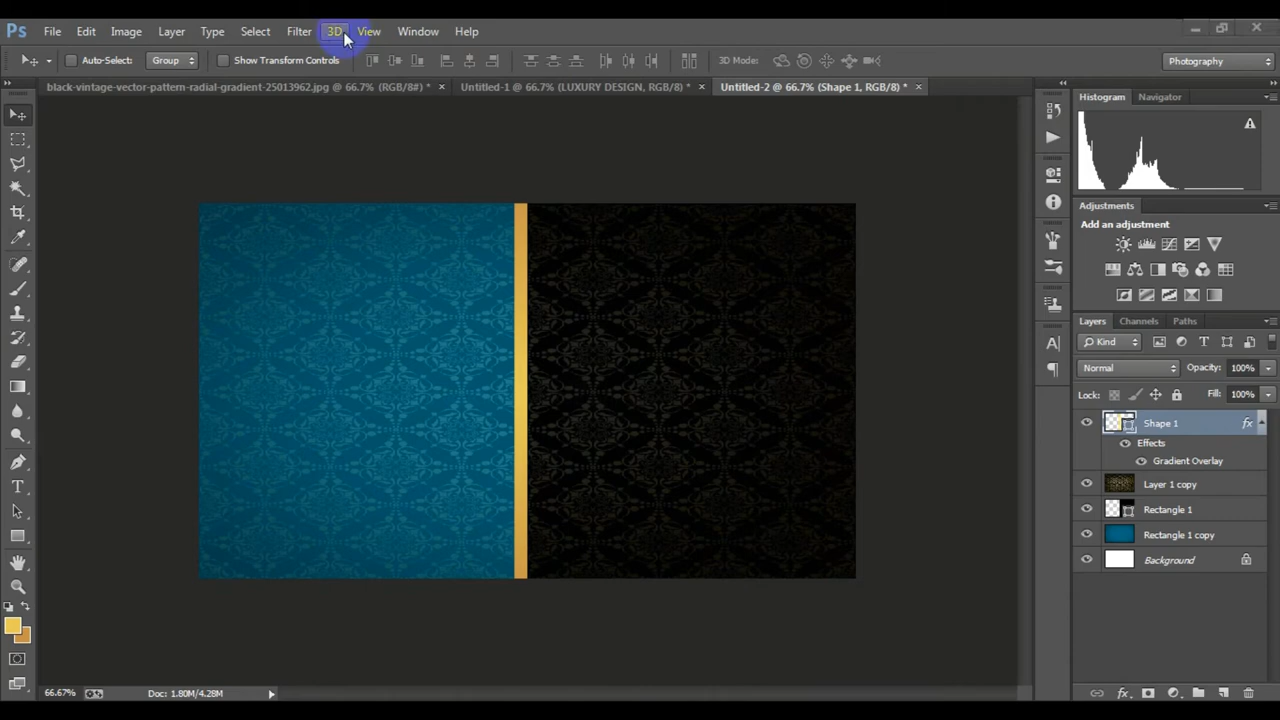 Ps File Edit Image Layer Type Select Filter 3D View Window Help
Auto-Select: Group Show Transform Controls 3D Mode: Photography
black-vintage-vector-pattern-radial-gradient-25013962.jpg @ 66.7% (RGB/8#) * × Untitled-1 @ 66.7% (LUXURY DESIGN, RGB/8) * × Untitled-2 @ 66.7% (Shape 1, RGB/8) * ×
Histogram Navigator
Adjustments
Add an adjustment
Layers Channels Paths
Kind
Normal Opacity: 100%
Lock: Fill: 100%
Shape 1 fx
Effects
Gradient Overlay
Layer 1 copy
Rectangle 1
Rectangle 1 copy
Background
66.67% Doc: 1.80M/4.28M